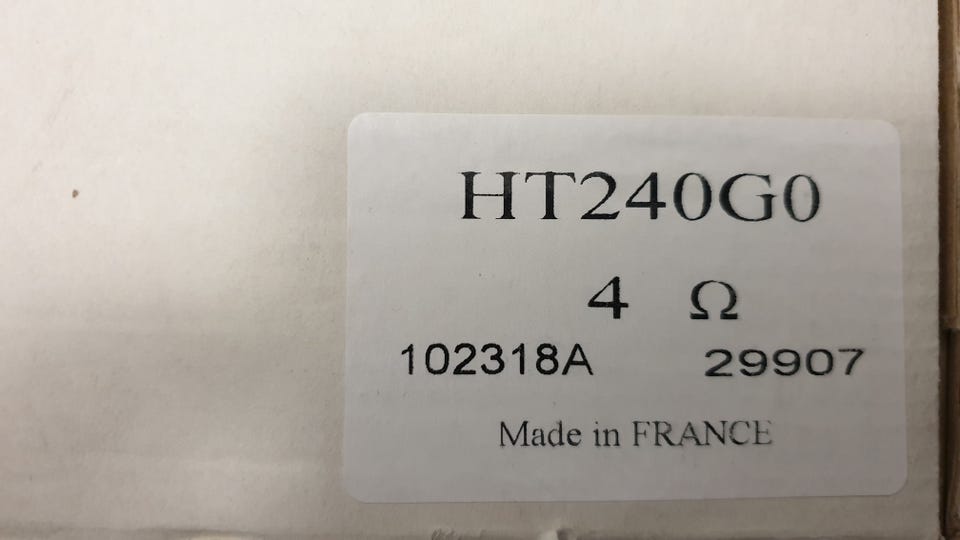 HT240G0
4 Ω
102318A 29907
Made in FRANCE